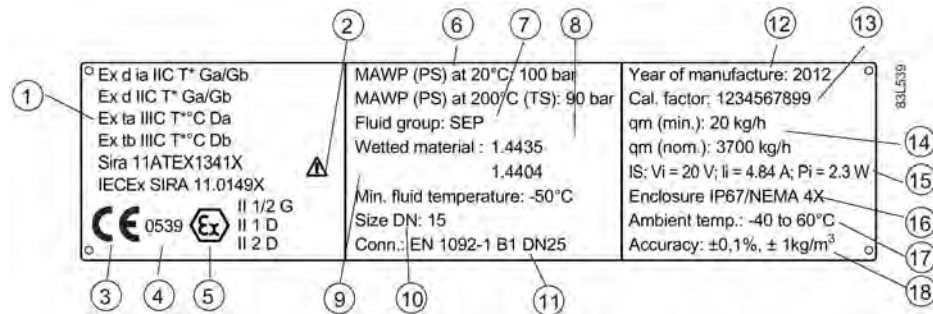 2
6
7
8
12
13
Ex d ia IIC T* Ga/Gb
Ex d IIC T* Ga/Gb
1
Ex ta IIIC T*°C Da
Ex tb IIIC T*°C Db
Sira 11ATEX1341X
IECEx SIRA 11.0149X
CE 0539 Ex II 1/2 G
II 1 D
II 2 D
3
4
5
MAWP (PS) at 20°C: 100 bar
MAWP (PS) at 200°C (TS): 90 bar
Fluid group: SEP
Wetted material : 1.4435
1.4404
Min. fluid temperature: -50°C
Size DN: 15
Conn.: EN 1092-1 B1 DN25
9
10
11
Year of manufacture: 2012
Cal. factor: 1234567899
qm (min.): 20 kg/h
14
qm (nom.): 3700 kg/h
IS; Vi = 20 V; Ii = 4.84 A; Pi = 2.3 W
15
Enclosure IP67/NEMA 4X
16
Ambient temp.: -40 to 60°C
17
Accuracy: ±0,1%, ± 1kg/m³
18
83L539